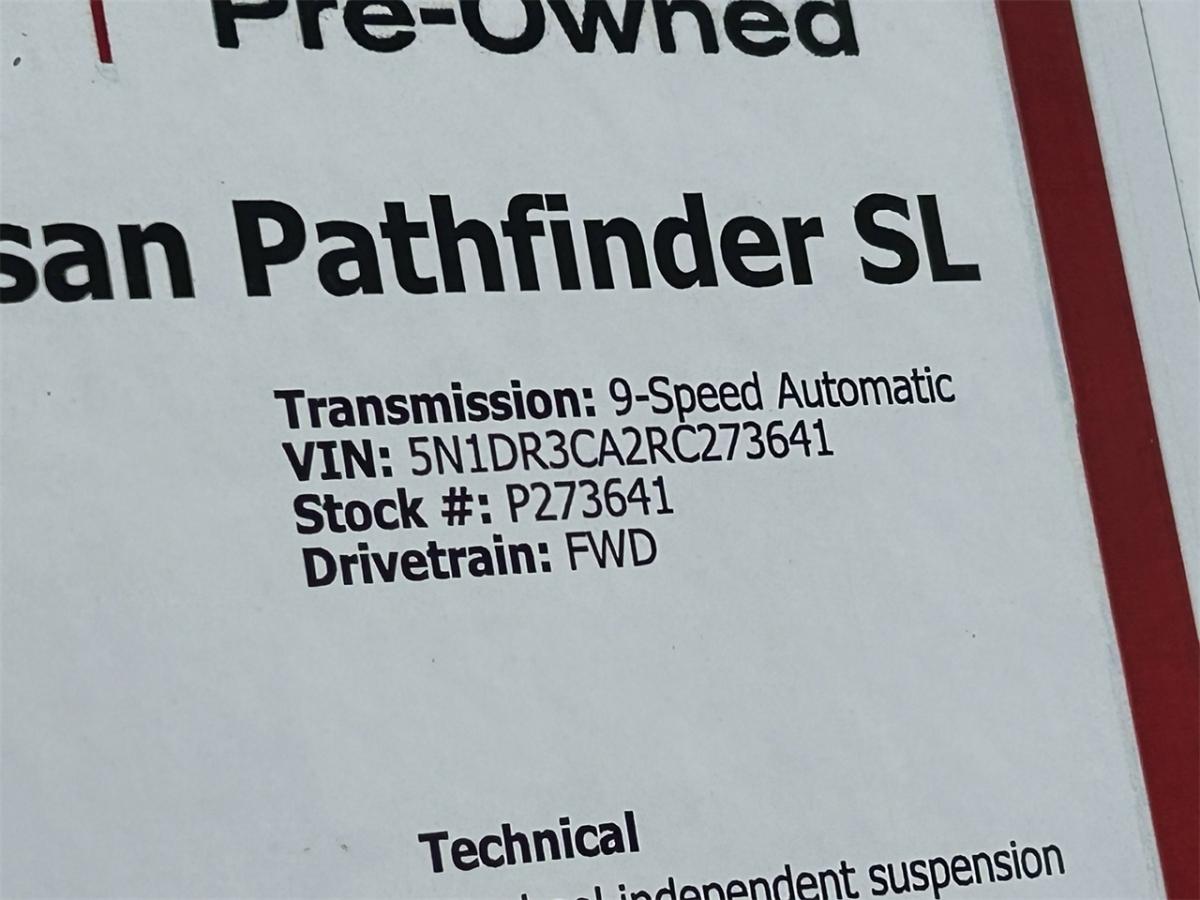 Pre-Owned
san Pathfinder SL
Transmission: 9-Speed Automatic
VIN: 5N1DR3CA2RC273641
Stock #: P273641
Drivetrain: FWD
Technical
independent suspension